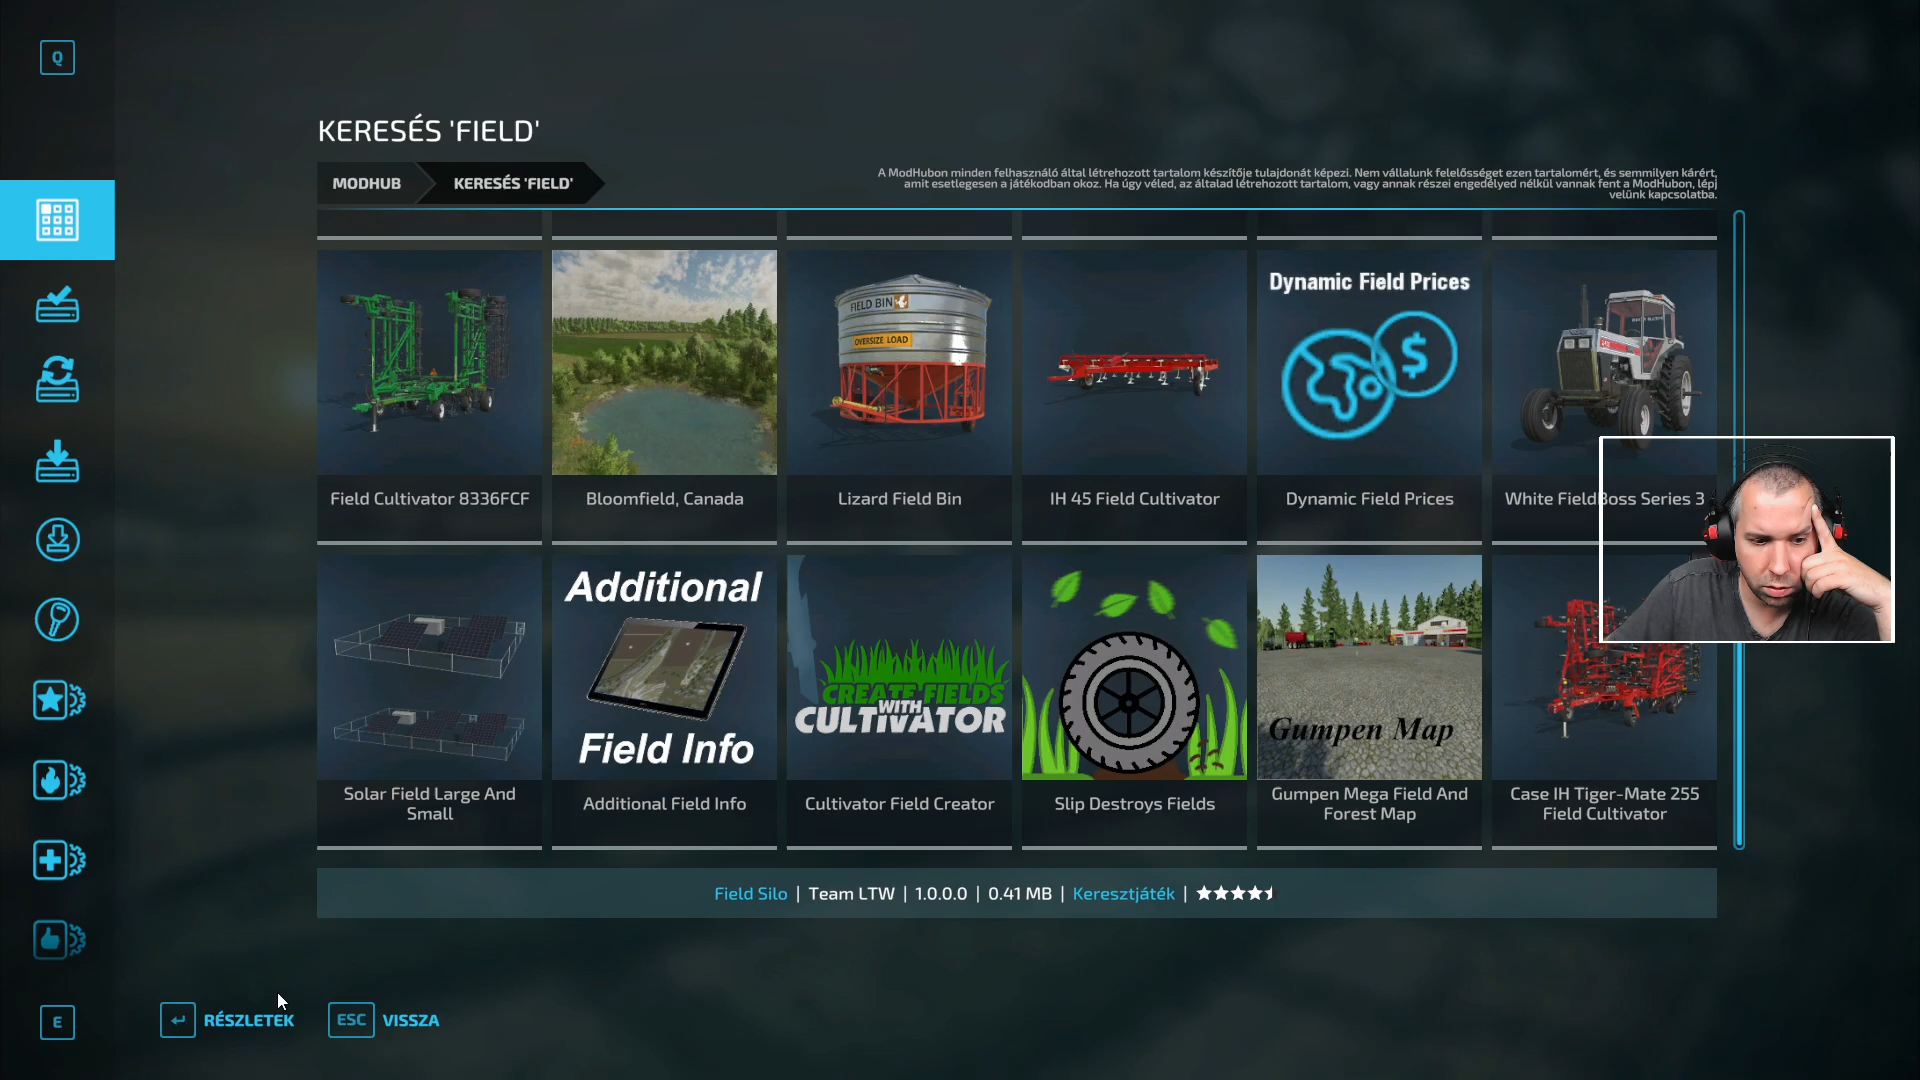 Q
KERESÉS 'FIELD'
MODHUB
KERESÉS 'FIELD'
A ModHubon minden felhasználó által létrehozott tartalom készítője tulajdonát képezi. Nem vállalunk felelősséget ezen tartalomért, és semmilyen kárért,
amit esetlegesen a játékodban okoz. Ha úgy véled, az általad létrehozott tartalom, vagy annak részei engedélyed nélkül vannak fent a ModHubon, lépj
velünk kapcsolatba.
FIELD BIN
OVERSIZE LOAD
Dynamic Field Prices
Field Cultivator 8336FCF
Bloomfield, Canada
Lizard Field Bin
IH 45 Field Cultivator
Dynamic Field Prices
White FieldBoss Series 3
Additional
Field Info
CREATE FIELDS
WITH
CULTIVATOR
Gumpen Map
Solar Field Large And
Small
Additional Field Info
Cultivator Field Creator
Slip Destroys Fields
Gumpen Mega Field And
Forest Map
Case IH Tiger-Mate 255
Field Cultivator
Field Silo | Team LTW | 1.0.0.0 | 0.41 MB | Keresztjáték |
RÉSZLETEK
ESC VISSZA
E